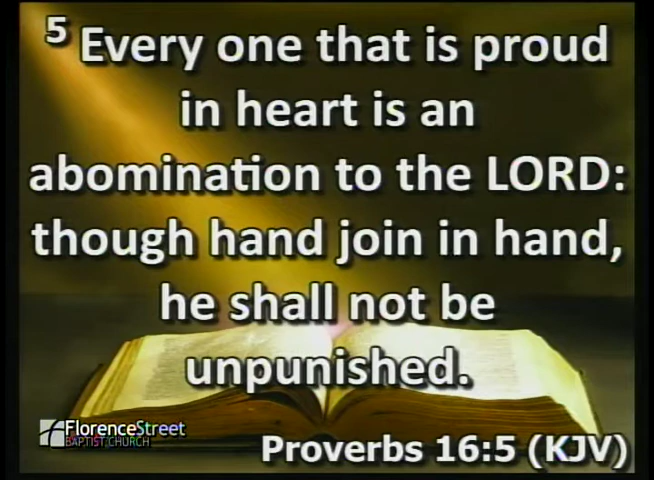 5 Every one that is proud
in heart is an
abomination to the LORD:
though hand join in hand,
he shall not be
unpunished.
FlorenceStreet
BAPTIST CHURCH
Proverbs 16:5 (KJV)